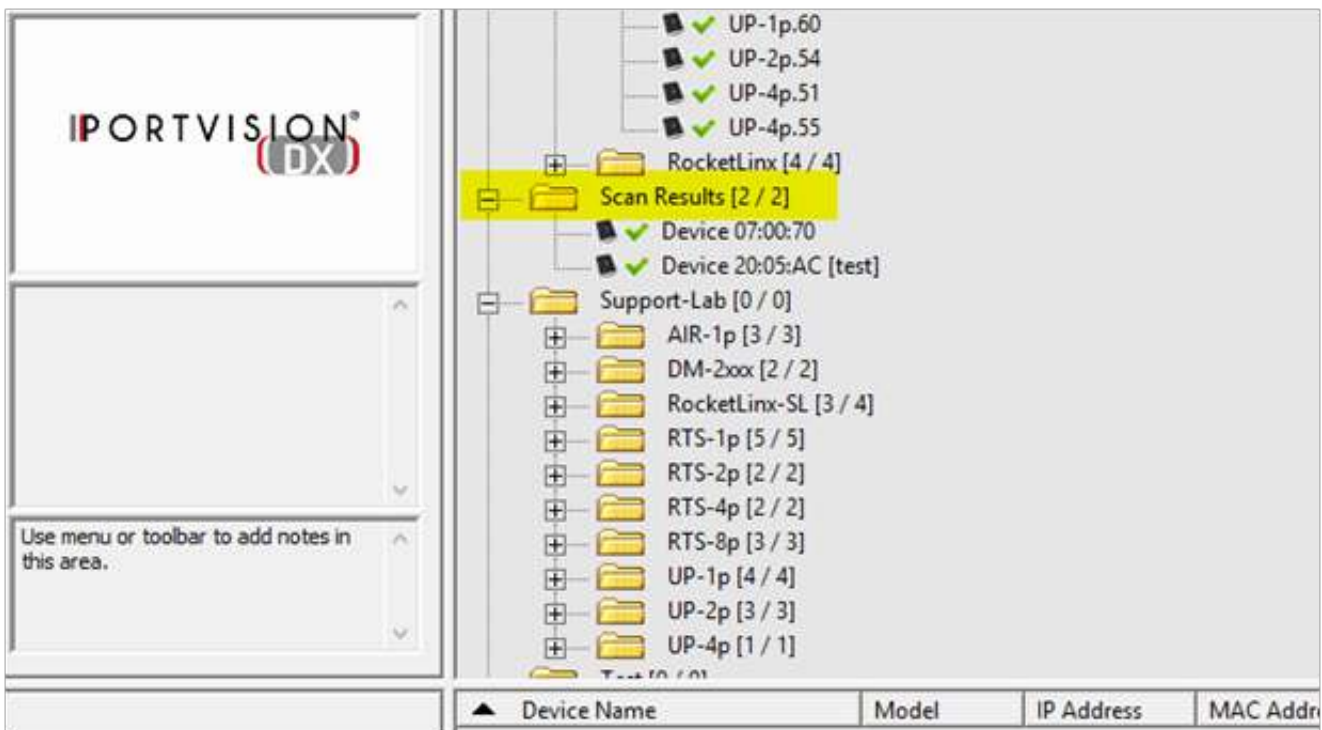 UP-1p.60
UP-2p.54
UP-4p.51
UP-4p.55
PORTVISION®
(DX)
RocketLinx [4 / 4]
Scan Results [2 / 2]
Device 07:00:70
Device 20:05:AC [test]
Support-Lab [0 / 0]
AIR-1p [3 / 3]
DM-2xxx [2 / 2]
RocketLinx-SL [3 / 4]
RTS-1p [5 / 5]
RTS-2p [2 / 2]
RTS-4p [2 / 2]
RTS-8p [3 / 3]
UP-1p [4 / 4]
UP-2p [3 / 3]
UP-4p [1 / 1]
Use menu or toolbar to add notes in
this area.
Device Name Model IP Address MAC Addr